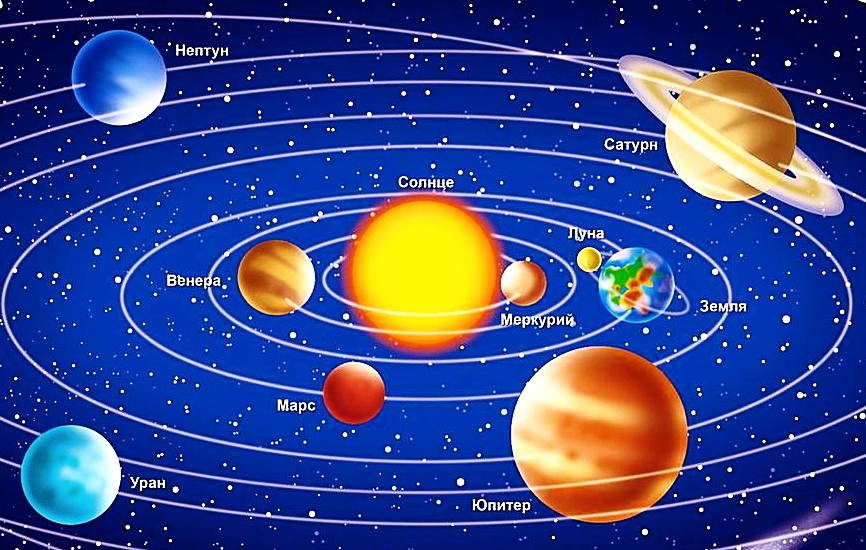 Нептун
Сатурн
Солнце
Луна
Венера
Земля
Меркурий
Марс
Уран
Юпитер